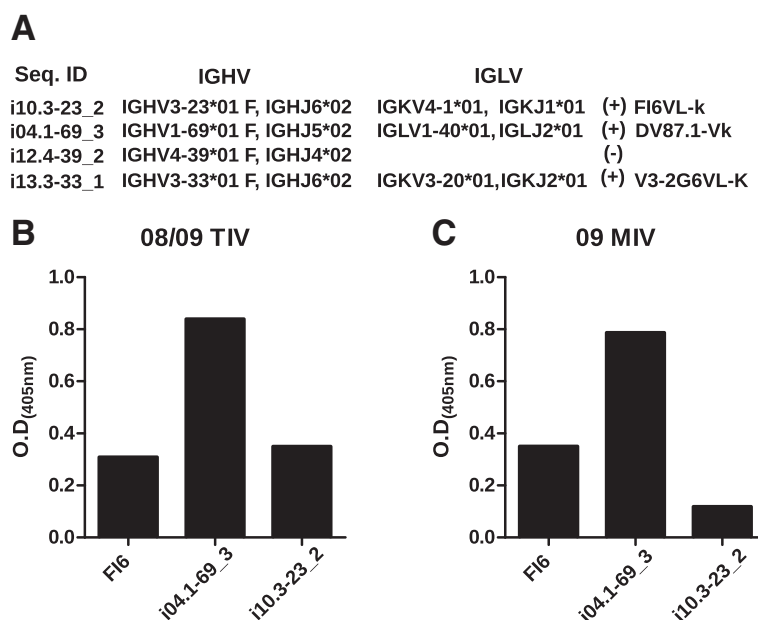 A
Seq. ID IGHV IGLV
i10.3-23_2 IGHV3-23*01 F, IGHJ6*02 IGKV4-1*01, IGKJ1*01 (+) FI6VL-k
i04.1-69_3 IGHV1-69*01 F, IGHJ5*02 IGLV1-40*01, IGLJ2*01 (+) DV87.1-Vk
i12.4-39_2 IGHV4-39*01 F, IGHJ4*02 (-)
i13.3-33_1 IGHV3-33*01 F, IGHJ6*02 IGKV3-20*01, IGKJ2*01 (+) V3-2G6VL-K
B
08/09 TIV
O.D(405nm)
1.0
0.8
0.6
0.4
0.2
0.0
FI6
i04.1-69_3
i10.3-23_2
C
09 MIV
O.D(405nm)
1.0
0.8
0.6
0.4
0.2
0.0
FI6
i04.1-69_3
i10.3-23_2